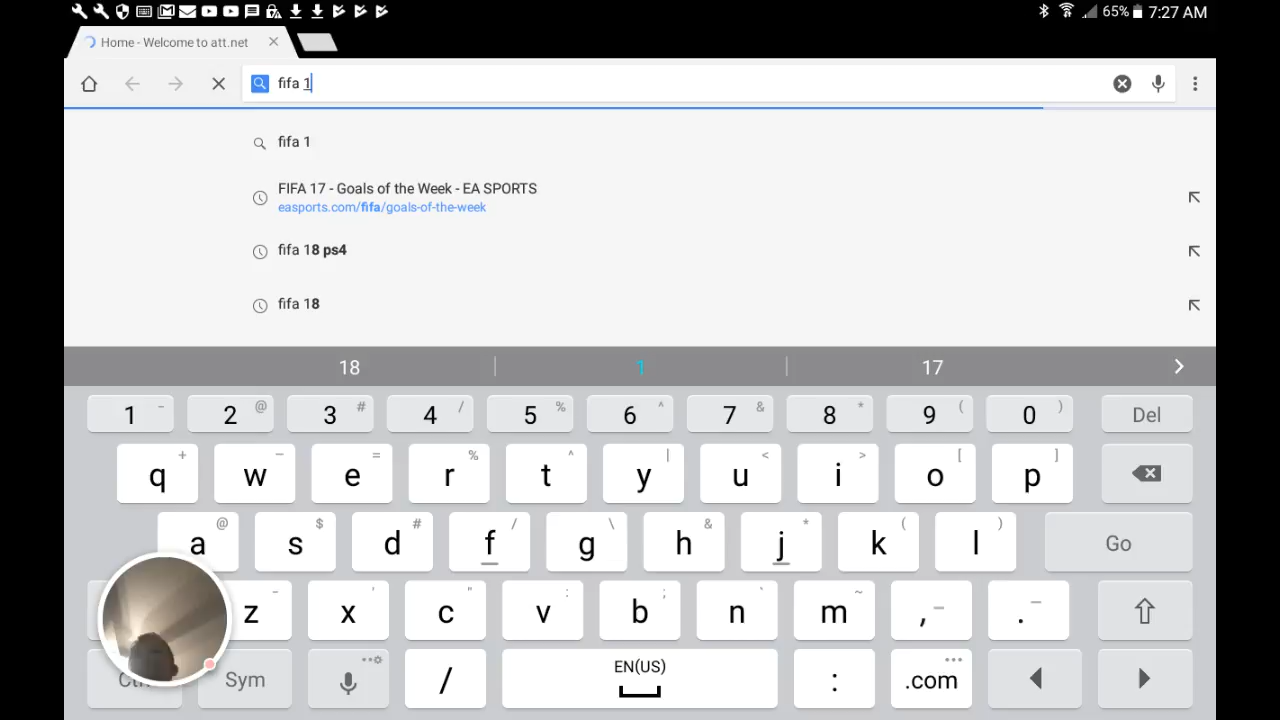 65% 7:27 AM
Home - Welcome to att.net
fifa 1
fifa 1
FIFA 17 - Goals of the Week - EA SPORTS
easports.com/fifa/goals-of-the-week
fifa 18 ps4
fifa 18
18 1 17
1 - 2 @ 3 # 4 / 5 % 6 ^ 7 & 8 * 9 ( 0 ) Del
q + w − e = r % t ^ y | u < i > o [ p ]
a @ s $ d # f / g \ h & j * k ( l ) Go
z - x ' c " v : b ; n ` m ~ , – . –
Sym / EN(US) : .com